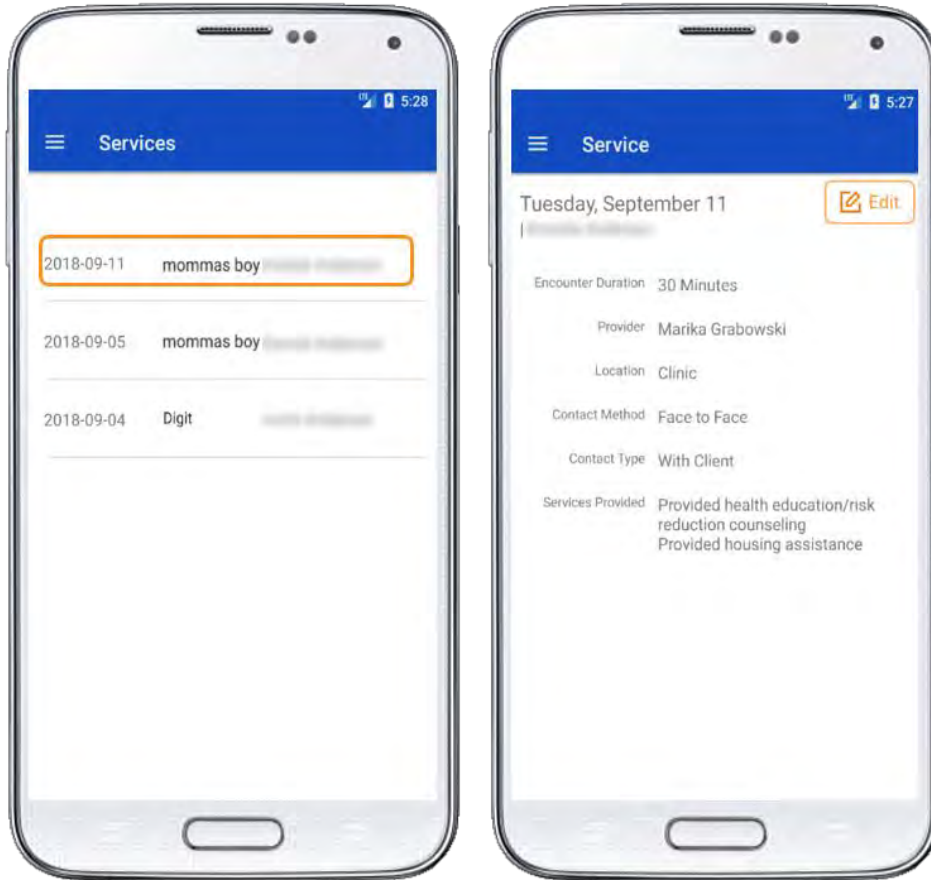 5:28
Services
2018-09-11 mommas boy
2018-09-05 mommas boy
2018-09-04 Digit
5:27
Service
Tuesday, September 11
Edit
|
Encounter Duration 30 Minutes
Provider Marika Grabowski
Location Clinic
Contact Method Face to Face
Contact Type With Client
Services Provided Provided health education/risk
reduction counseling
Provided housing assistance